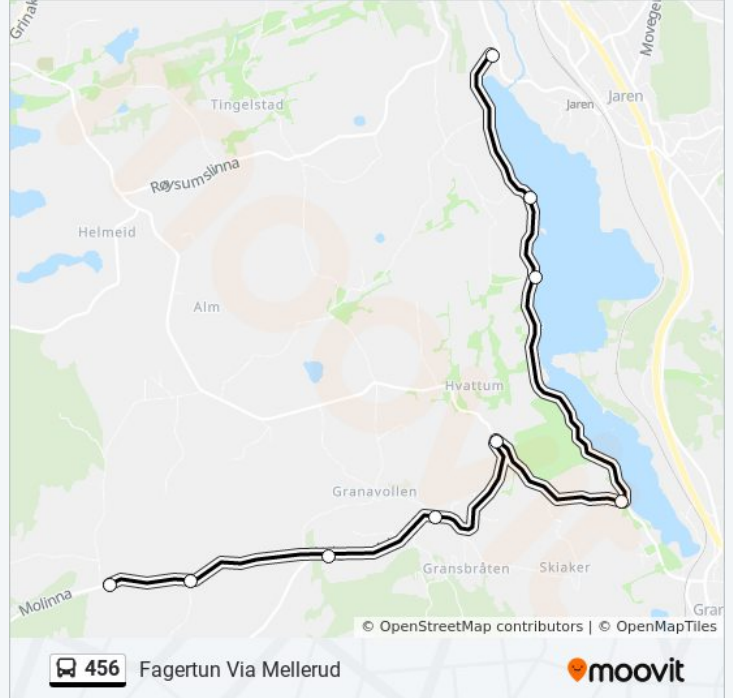 Grinak
Moveger
Tingelstad
Jaren
Jaren
Røysumslinna
Helmeid
Alm
Hvattum
Granavollen
Gransbråten
Skiaker
Molinna
Gran
© OpenStreetMap contributors | © OpenMapTiles
456 Fagertun Via Mellerud
moovit